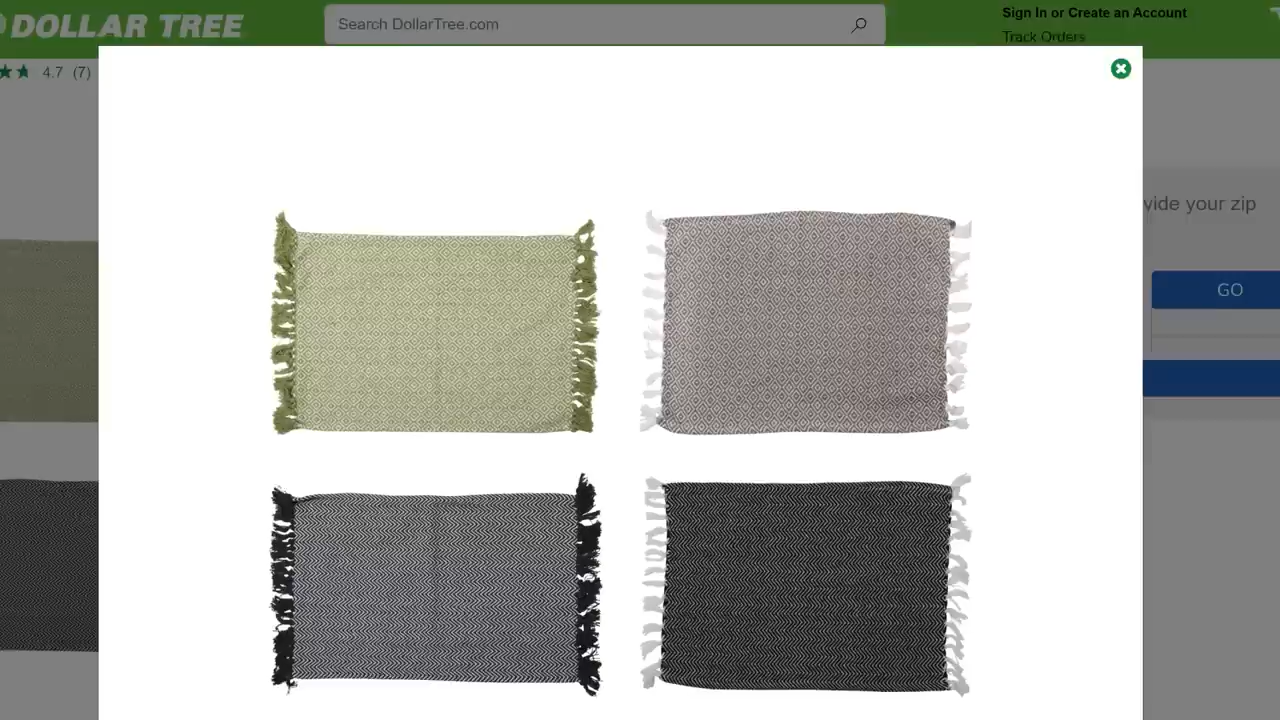 DOLLAR TREE
Search DollarTree.com
Sign In or Create an Account
Track Orders
4.7 (7)
vide your zip
GO